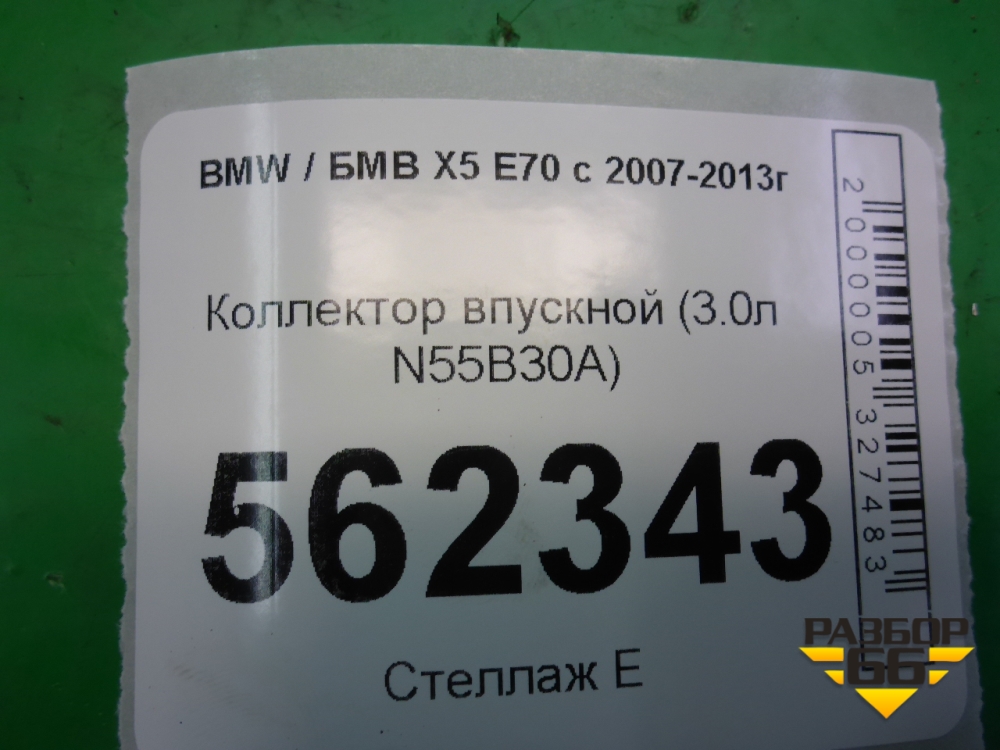 BMW / БМВ X5 E70 с 2007-2013г
Коллектор впускной (3.0л
N55B30A)
562343
Стеллаж E
2000005327483
РАЗБОР
66